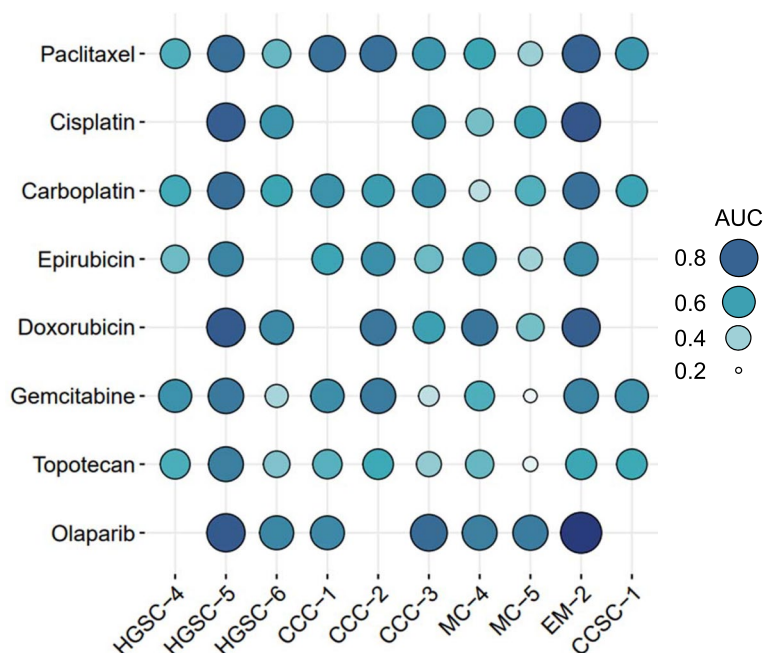 Paclitaxel
Cisplatin
Carboplatin
Epirubicin
Doxorubicin
Gemcitabine
Topotecan
Olaparib
HGSC−4
HGSC−5
HGSC−6
CCC−1
CCC−2
CCC−3
MC−4
MC−5
EM−2
CCSC−1
AUC
0.8
0.6
0.4
0.2